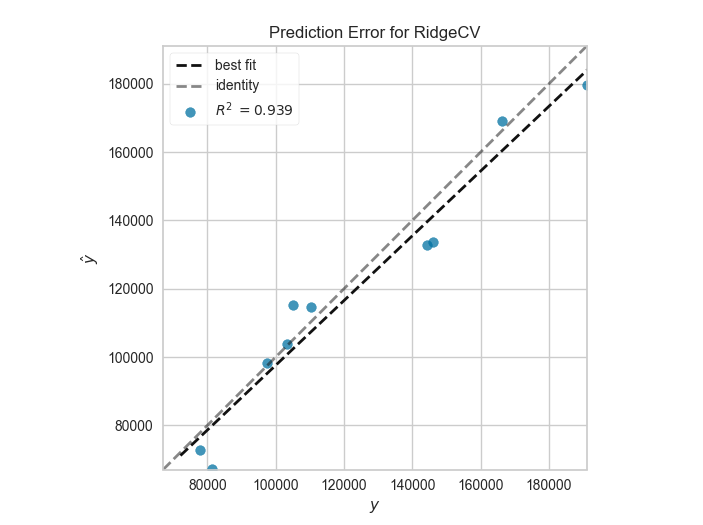 Prediction Error for RidgeCV
best fit
identity
R² = 0.939
180000
160000
140000
120000
100000
80000
ŷ
80000 100000 120000 140000 160000 180000
y